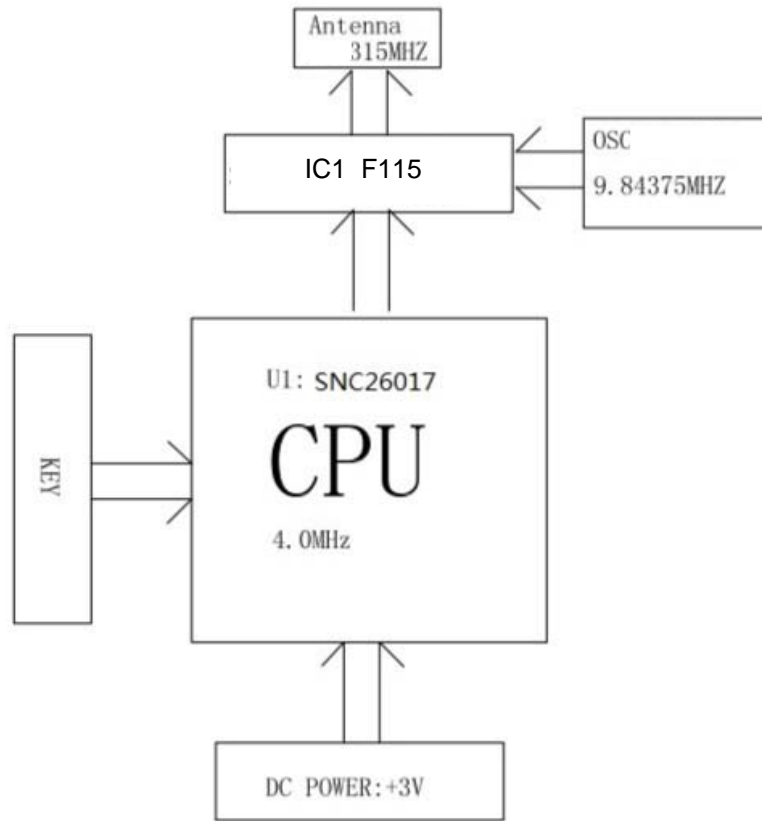 Antenna
315MHZ
IC1 F115
OSC
9.84375MHZ
U1: SNC26017
CPU
4.0MHz
KEY
DC POWER:+3V